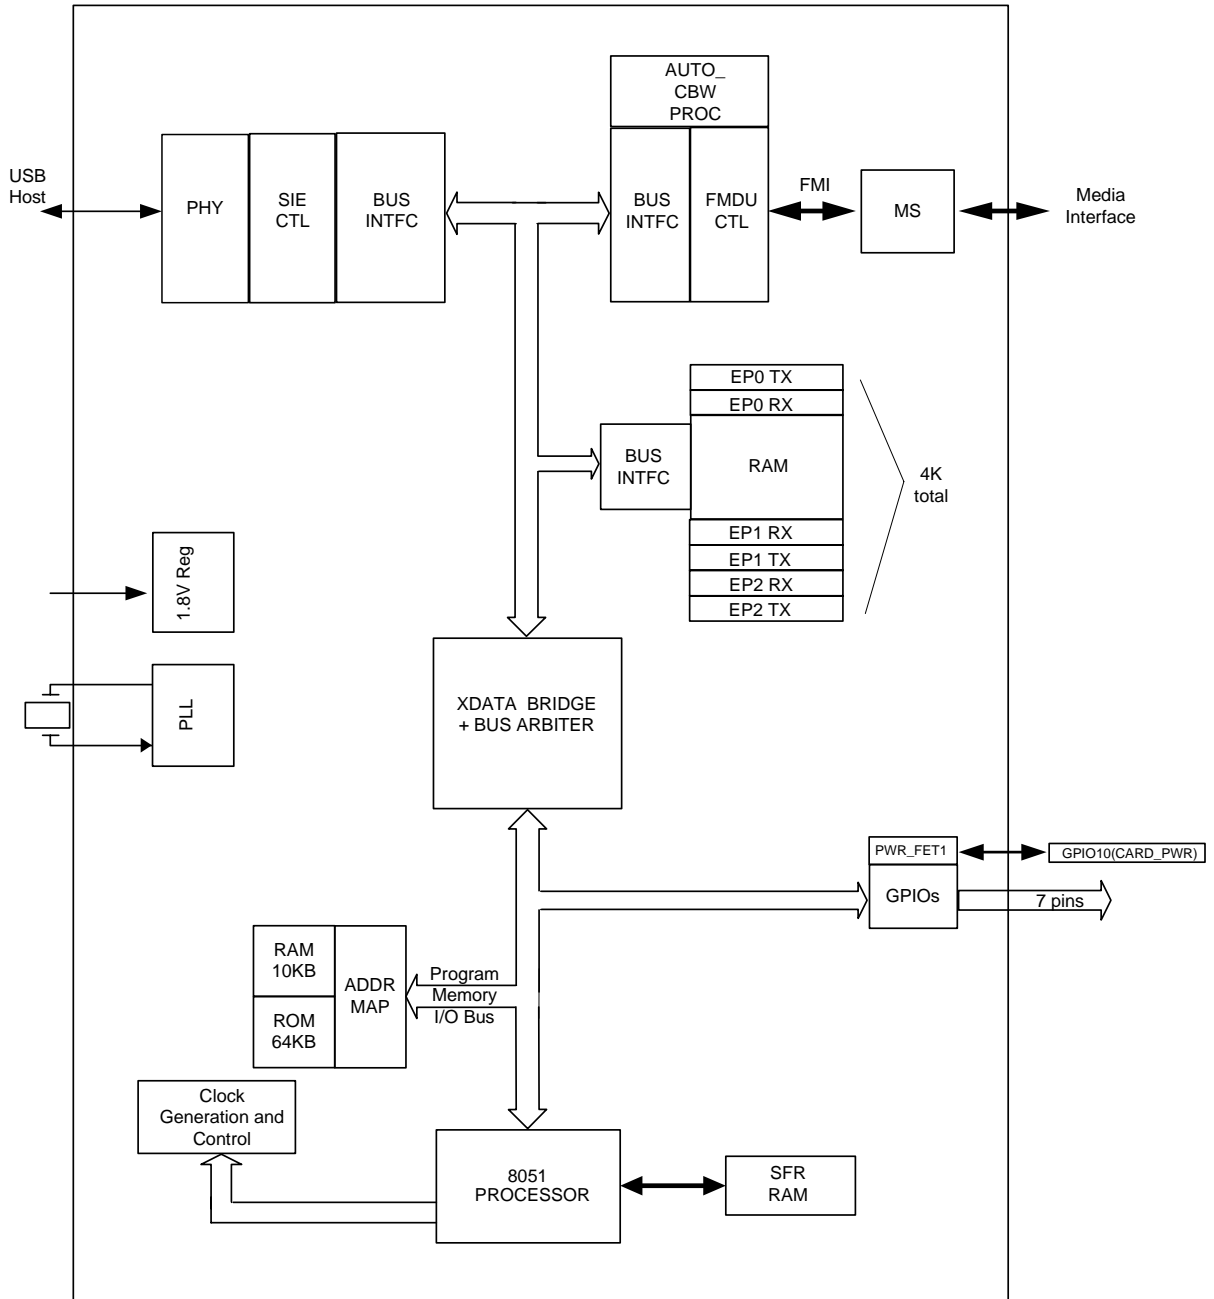 AUTO_
CBW
PROC
USB
Host
PHY
SIE
CTL
BUS
INTFC
BUS
INTFC
FMDU
CTL
FMI
MS
Media
Interface
EP0 TX
EP0 RX
BUS
INTFC
RAM
4K
total
EP1 RX
EP1 TX
EP2 RX
EP2 TX
1.8V Reg
PLL
XDATA BRIDGE
+ BUS ARBITER
PWR_FET1
GPIO10(CARD_PWR)
GPIOs
7 pins
RAM
10KB
ROM
64KB
ADDR
MAP
Program
Memory
I/O Bus
Clock
Generation and
Control
8051
PROCESSOR
SFR
RAM